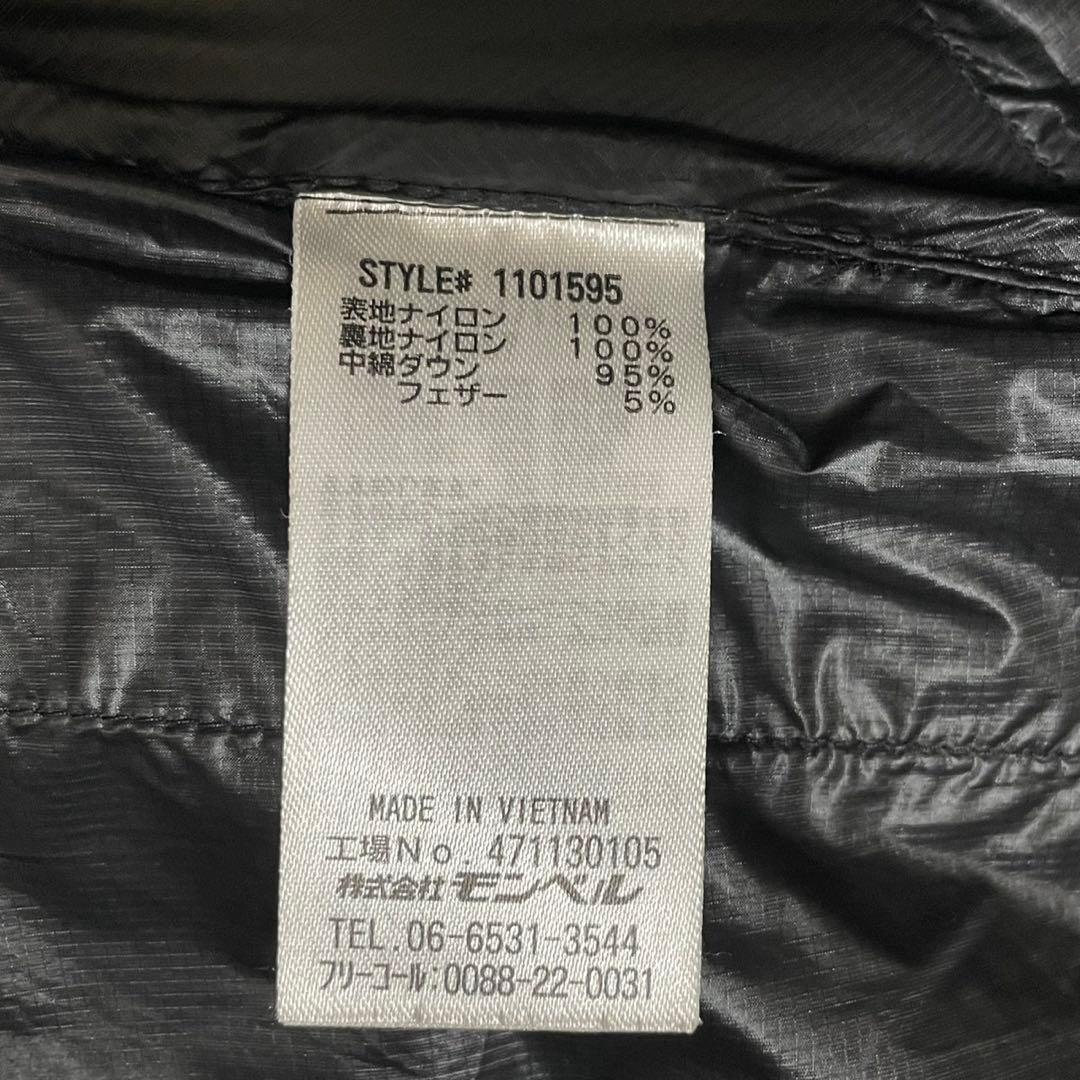 STYLE# 1101595
表地ナイロン 100%
裏地ナイロン 100%
中綿ダウン 95%
フェザー 5%
MADE IN VIETNAM
工場No. 471130105
株式会社モンベル
TEL.06-6531-3544
フリーコール:0088-22-0031